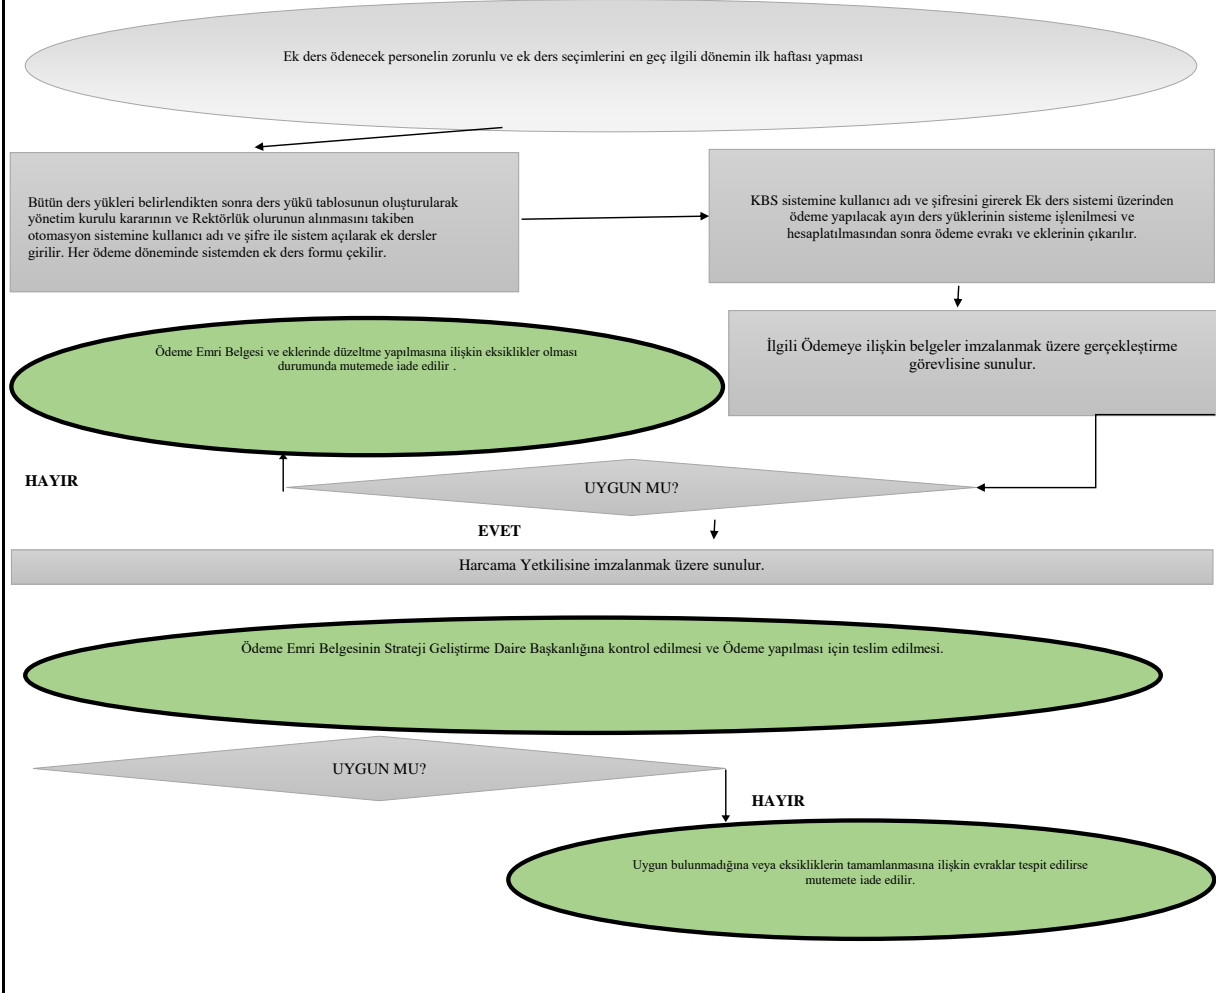 Ek ders ödenecek personelin zorunlu ve ek ders seçimlerini en geç ilgili dönemin ilk haftası yapması
Bütün ders yükleri belirlendikten sonra ders yükü tablosunun oluşturularak
yönetim kurulu kararının ve Rektörlük olurunun alınmasını takiben
otomasyon sistemine kullanıcı adı ve şifre ile sistem açılarak ek dersler
girilir. Her ödeme döneminde sistemden ek ders formu çekilir.
KBS sistemine kullanıcı adı ve şifresini girerek Ek ders sistemi üzerinden
ödeme yapılacak ayın ders yüklerinin sisteme işlenilmesi ve
hesaplatılmasından sonra ödeme evrakı ve eklerinin çıkarılır.
İlgili Ödemeye ilişkin belgeler imzalanmak üzere gerçekleştirme
görevlisine sunulur.
Ödeme Emri Belgesi ve eklerinde düzeltme yapılmasına ilişkin eksiklikler olması
durumunda mutemede iade edilir .
HAYIR
UYGUN MU?
EVET
Harcama Yetkilisine imzalanmak üzere sunulur.
Ödeme Emri Belgesinin Strateji Geliştirme Daire Başkanlığına kontrol edilmesi ve Ödeme yapılması için teslim edilmesi.
UYGUN MU?
HAYIR
Uygun bulunmadığına veya eksikliklerin tamamlanmasına ilişkin evraklar tespit edilirse
mutemete iade edilir.